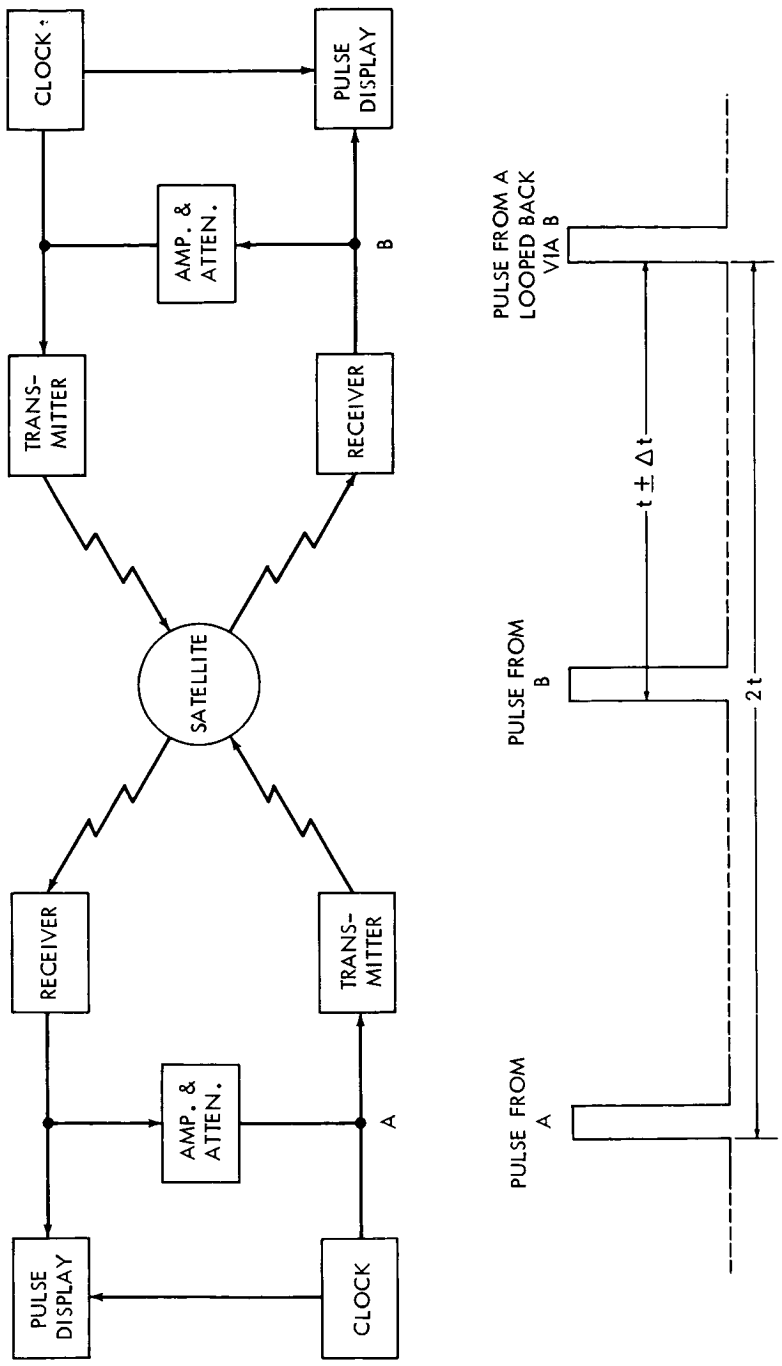 PULSE
DISPLAY
RECEIVER
TRANS-
MITTER
CLOCK
AMP. &
ATTEN.
SATELLITE
AMP. &
ATTEN.
CLOCK
TRANS-
MITTER
RECEIVER
PULSE
DISPLAY
A
B
PULSE FROM
A
PULSE FROM
B
PULSE FROM A
LOOPED BACK
VIA B
t ± Δt
2t